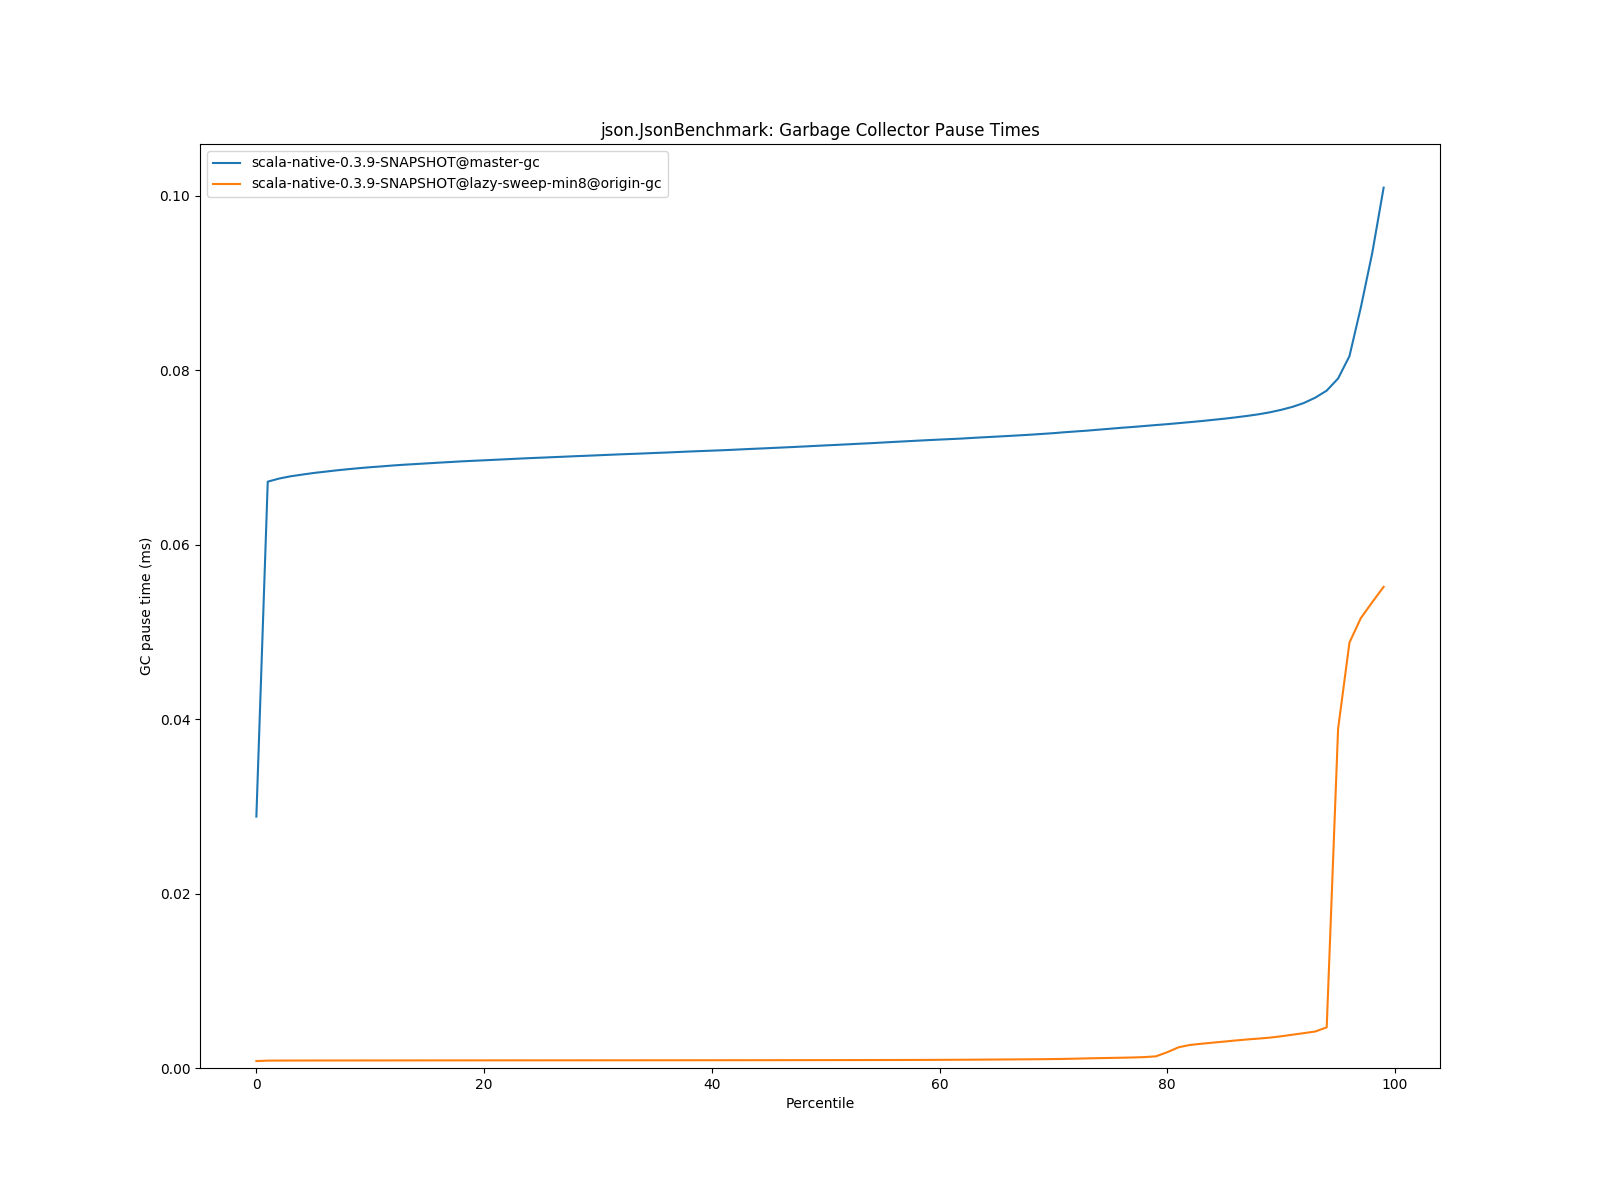 json.JsonBenchmark: Garbage Collector Pause Times
scala-native-0.3.9-SNAPSHOT@master-gc
scala-native-0.3.9-SNAPSHOT@lazy-sweep-min8@origin-gc
0.10
0.08
0.06
0.04
0.02
0.00
GC pause time (ms)
0 20 40 60 80 100
Percentile